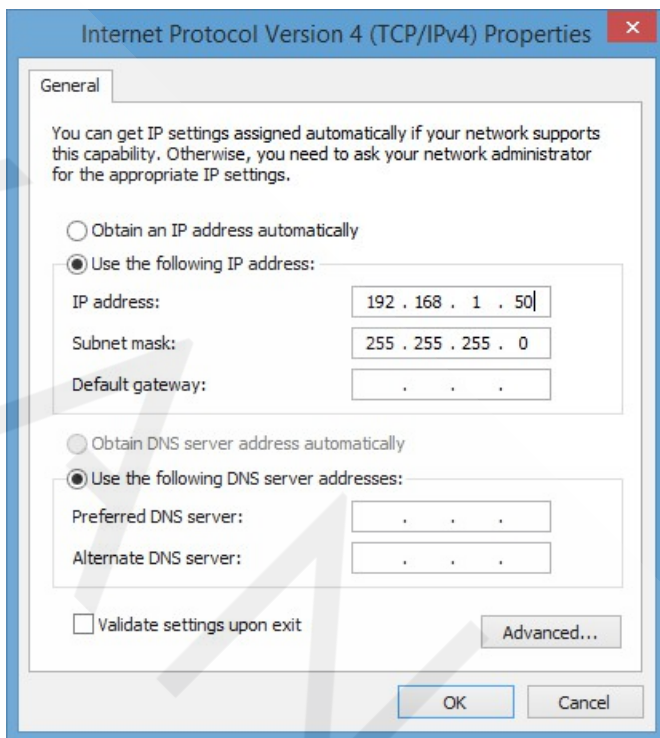 Internet Protocol Version 4 (TCP/IPv4) Properties
General
You can get IP settings assigned automatically if your network supports
this capability. Otherwise, you need to ask your network administrator
for the appropriate IP settings.
Obtain an IP address automatically
Use the following IP address:
IP address: 192 . 168 . 1 . 50
Subnet mask: 255 . 255 . 255 . 0
Default gateway: . . .
Obtain DNS server address automatically
Use the following DNS server addresses:
Preferred DNS server: . . .
Alternate DNS server: . . .
Validate settings upon exit
Advanced...
OK Cancel